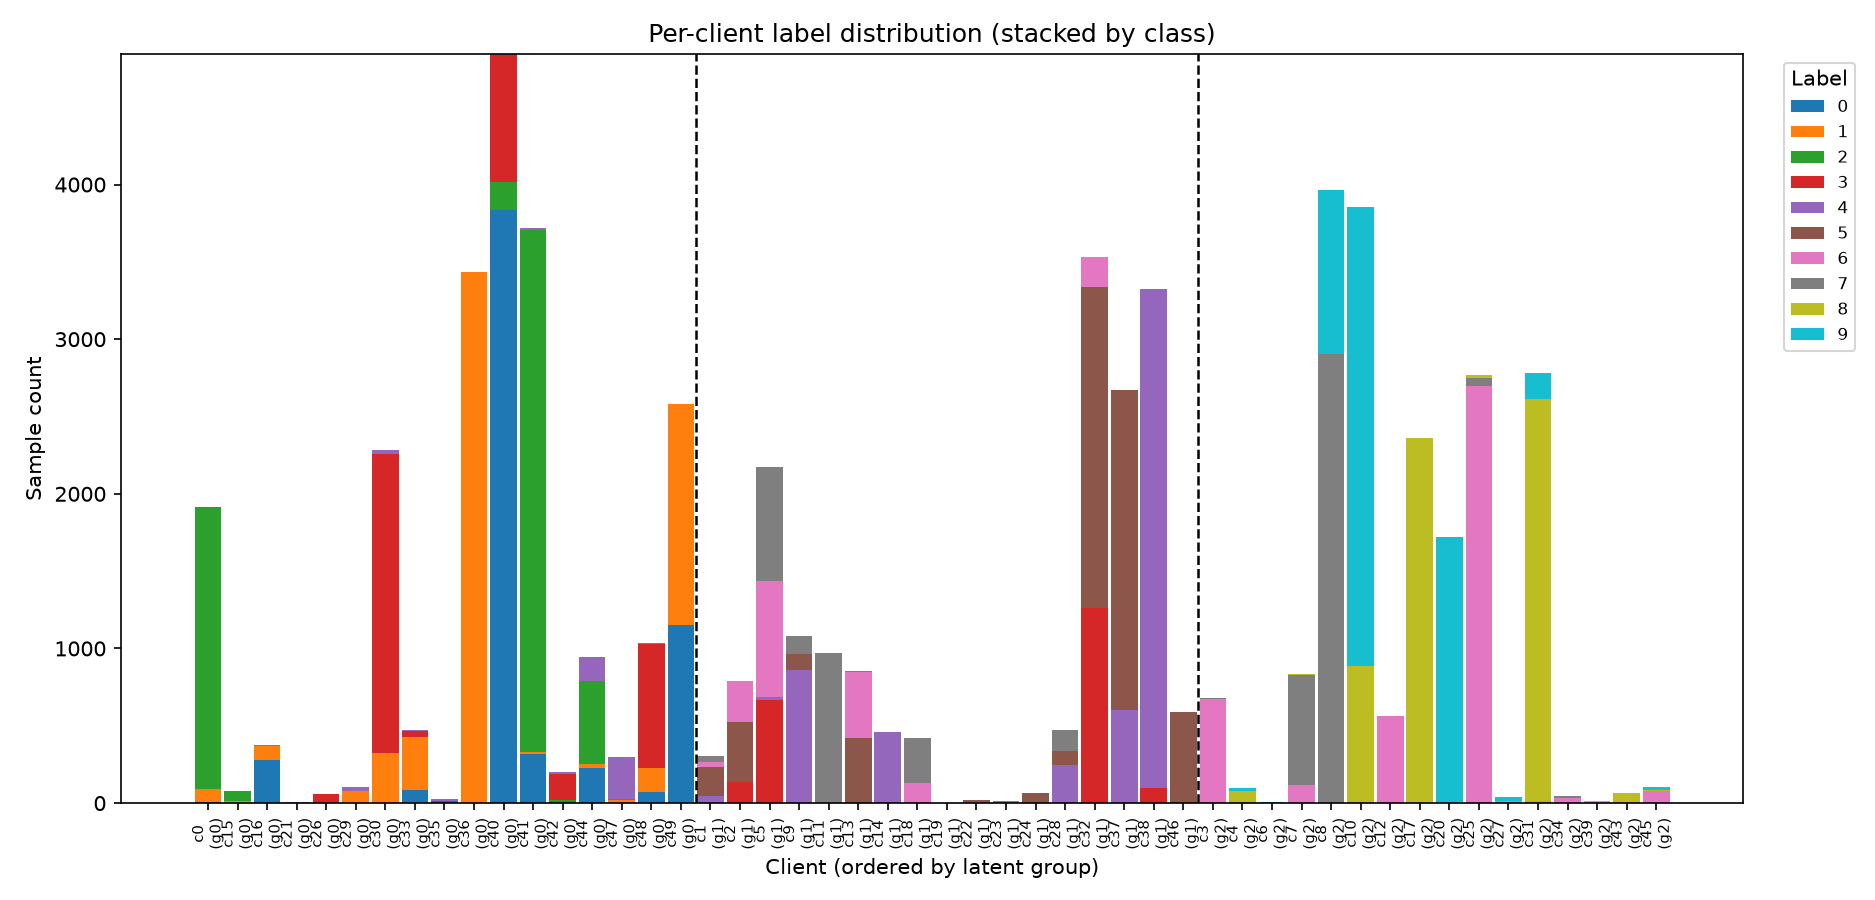 Per-client label distribution (stacked by class)
Sample count
4000
3000
2000
1000
0
c0 (g0)
c15 (g0)
c16 (g0)
c21 (g0)
c26 (g0)
c29 (g0)
c30 (g0)
c33 (g0)
c35 (g0)
c36 (g0)
c40 (g0)
c41 (g0)
c42 (g0)
c44 (g0)
c47 (g0)
c48 (g0)
c49 (g0)
c1 (g1)
c2 (g1)
c5 (g1)
c9 (g1)
c11 (g1)
c13 (g1)
c14 (g1)
c18 (g1)
c19 (g1)
c22 (g1)
c23 (g1)
c24 (g1)
c28 (g1)
c32 (g1)
c37 (g1)
c38 (g1)
c46 (g1)
c3 (g2)
c4 (g2)
c6 (g2)
c7 (g2)
c8 (g2)
c10 (g2)
c12 (g2)
c17 (g2)
c20 (g2)
c25 (g2)
c27 (g2)
c31 (g2)
c34 (g2)
c39 (g2)
c43 (g2)
c45 (g2)
Client (ordered by latent group)
Label
0
1
2
3
4
5
6
7
8
9